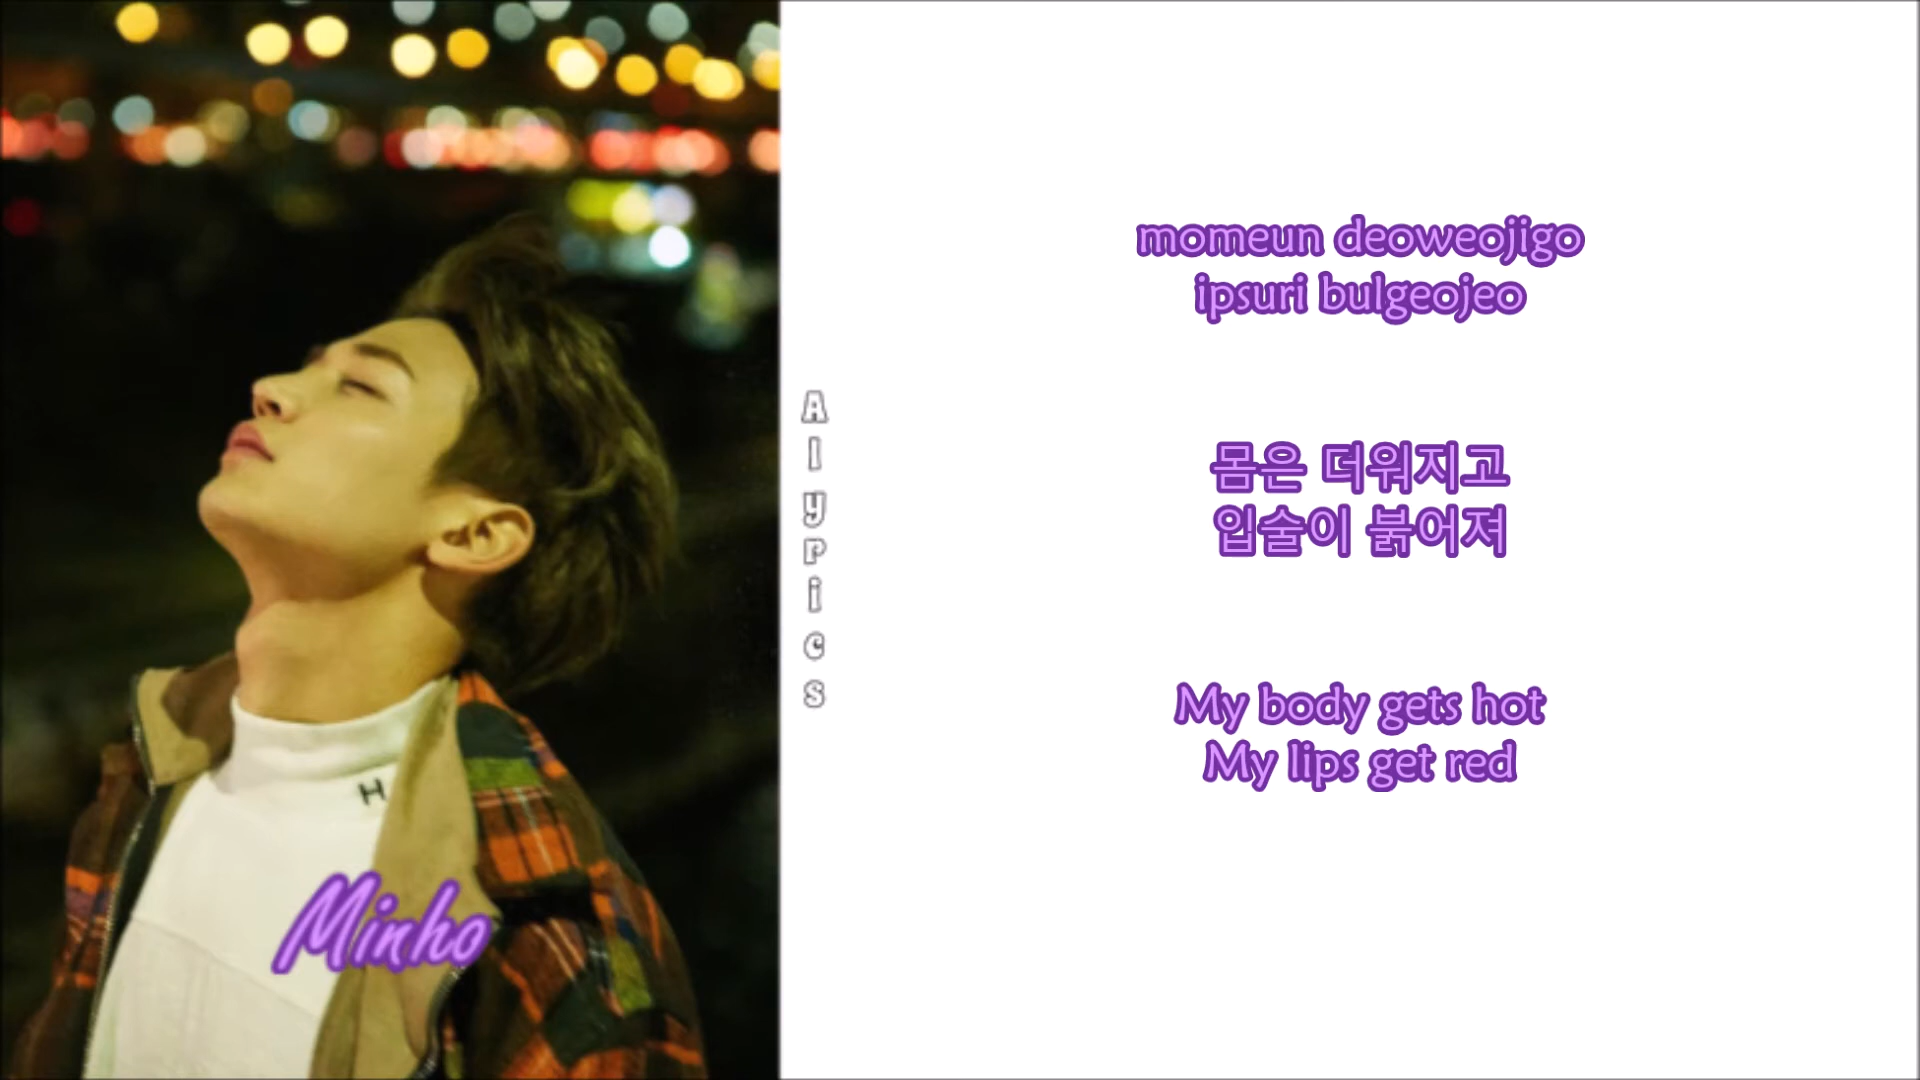 momeun deoweojigo
ipsuri bulgeojeo
몸은 더워지고
입술이 붉어져
My body gets hot
My lips get red
Alypics
H
Minho